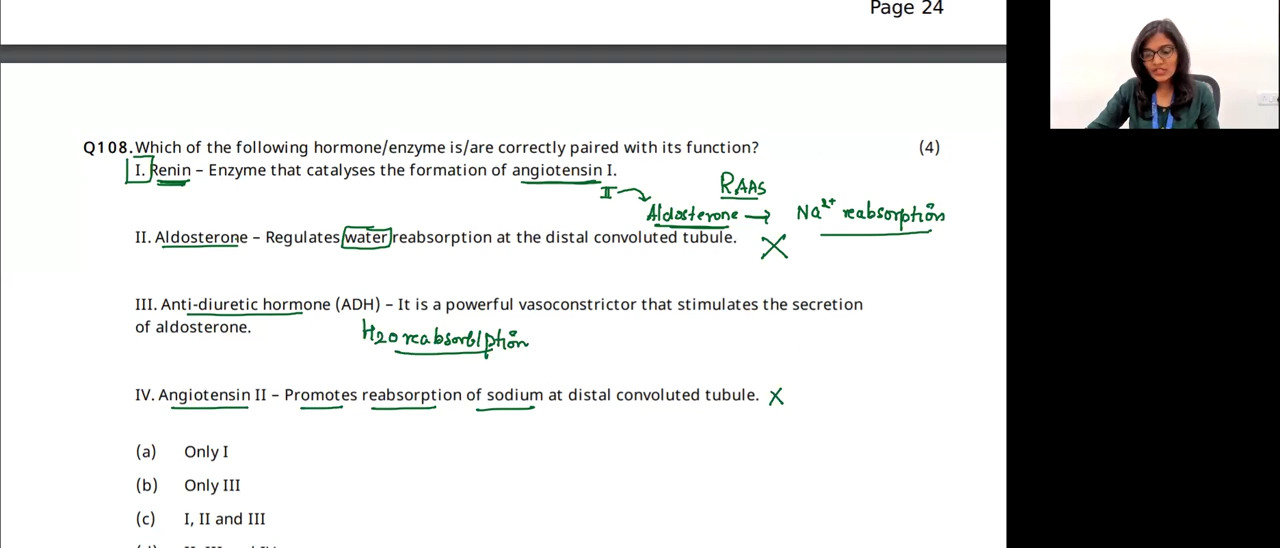 Page 24
Q108. Which of the following hormone/enzyme is/are correctly paired with its function? (4)
I. Renin – Enzyme that catalyses the formation of angiotensin I.
RAAS
II
Aldosterone → Na²⁺ reabsorption
II. Aldosterone – Regulates water reabsorption at the distal convoluted tubule. X
III. Anti-diuretic hormone (ADH) – It is a powerful vasoconstrictor that stimulates the secretion
of aldosterone.
H2O reabsorption
IV. Angiotensin II – Promotes reabsorption of sodium at distal convoluted tubule. X
(a) Only I
(b) Only III
(c) I, II and III